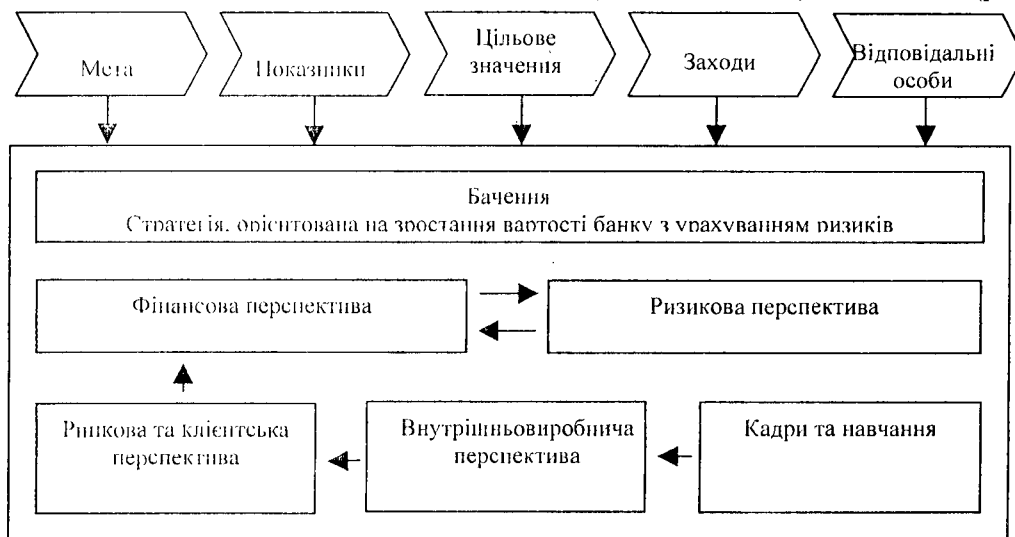 Мета
Показники
Цільове
значення
Заходи
Відповідальні
особи
Бачення
Стратегія, орієнтована на зростання вартості банку з урахуванням ризиків
Фінансова перспектива
Ризикова перспектива
Ринкова та клієнтська
перспектива
Внутрішньовиробнича
перспектива
Кадри та навчання